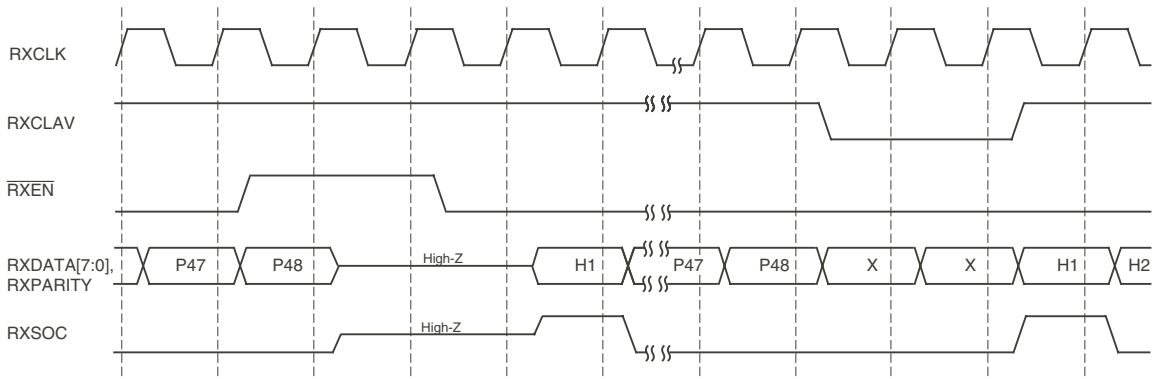 RXCLK
RXCLAV
RXEN
RXDATA[7:0], P47 P48 High-Z H1 P47 P48 X X H1 H2
RXPARITY
RXSOC High-Z